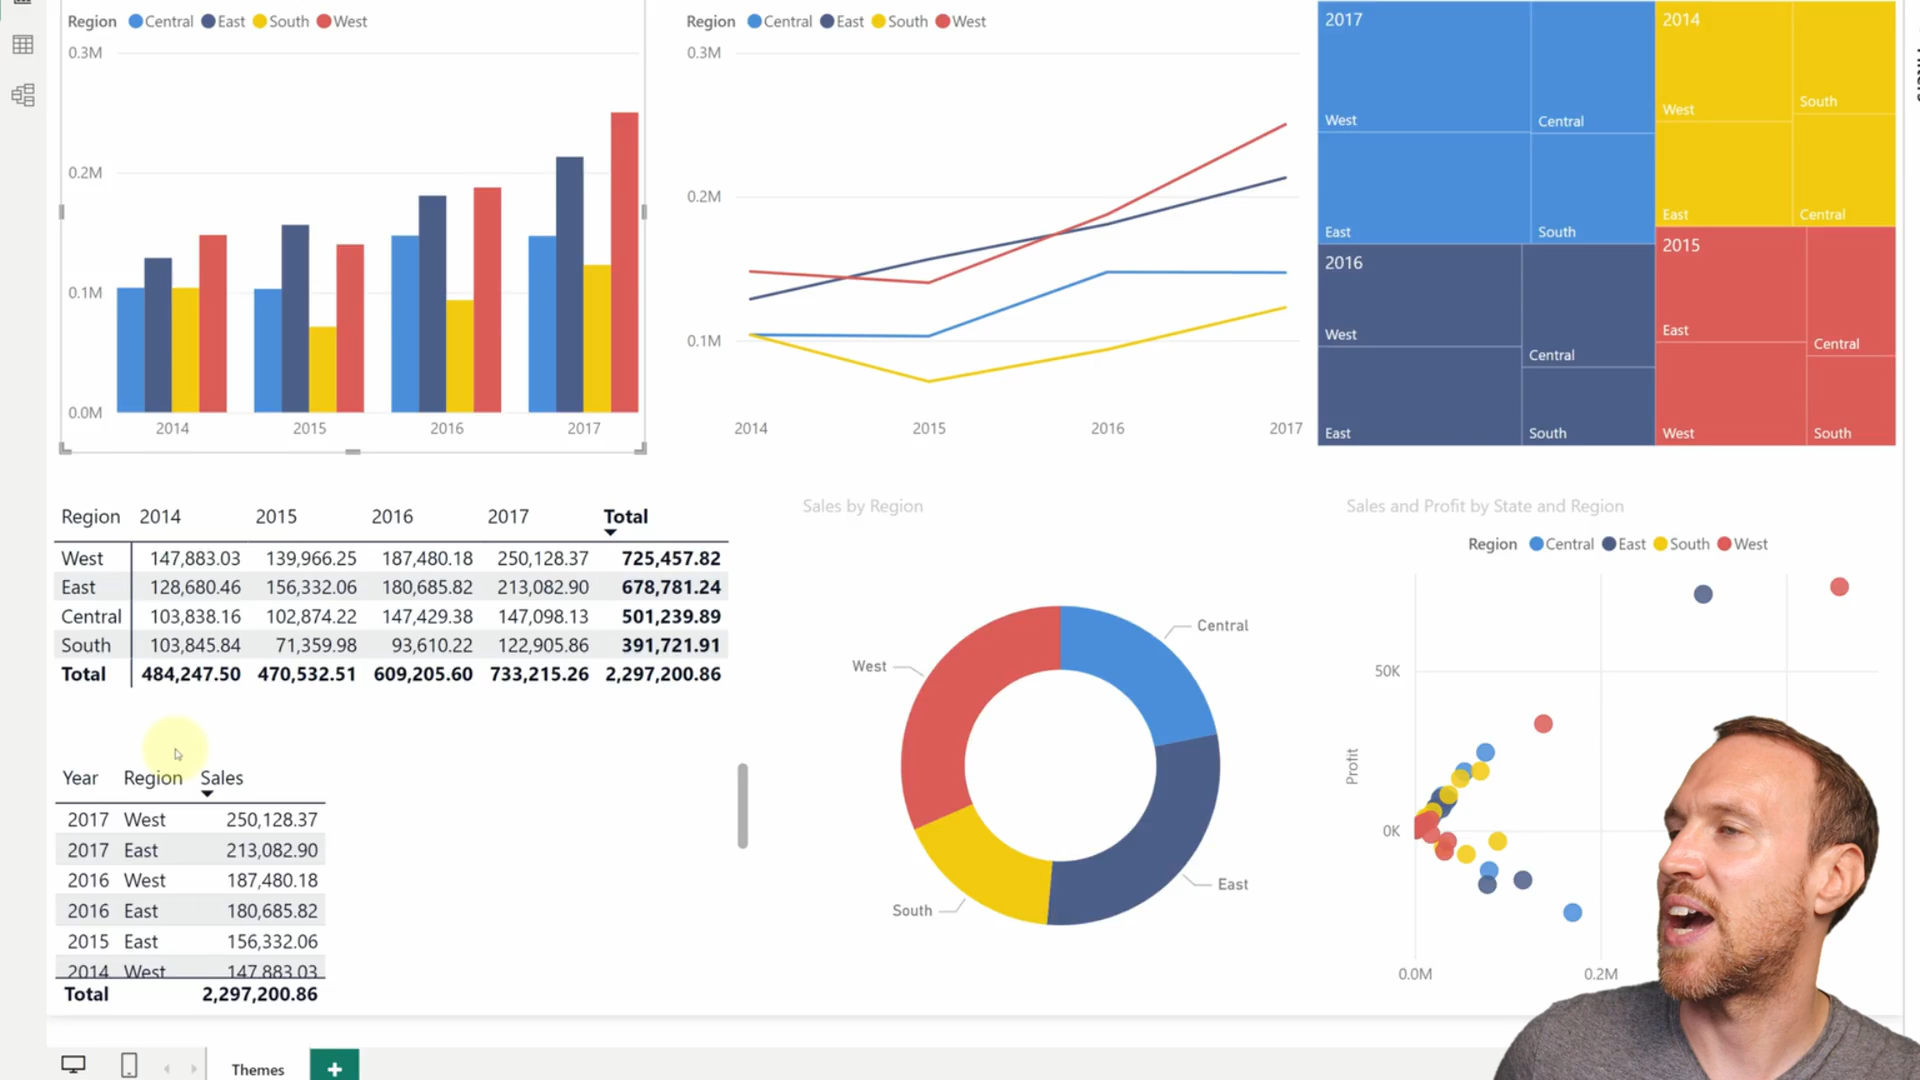 Region Central East South West
0.3M
0.2M
0.1M
0.0M
2014 2015 2016 2017
Region Central East South West
0.3M
0.2M
0.1M
2014 2015 2016 2017
2017
West
Central
East
South
2014
West
South
East
Central
2016
West
Central
East
South
2015
East
Central
West
South
Region 2014 2015 2016 2017 Total
West 147,883.03 139,966.25 187,480.18 250,128.37 725,457.82
East 128,680.46 156,332.06 180,685.82 213,082.90 678,781.24
Central 103,838.16 102,874.22 147,429.38 147,098.13 501,239.89
South 103,845.84 71,359.98 93,610.22 122,905.86 391,721.91
Total 484,247.50 470,532.51 609,205.60 733,215.26 2,297,200.86
Year Region Sales
2017 West 250,128.37
2017 East 213,082.90
2016 West 187,480.18
2016 East 180,685.82
2015 East 156,332.06
2014 West 147,883.03
Total 2,297,200.86
Sales by Region
Central
West
East
South
Sales and Profit by State and Region
Region Central East South West
50K
Profit
0K
0.0M 0.2M
Themes